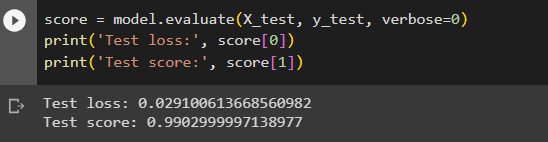 score = model.evaluate(X_test, y_test, verbose=0)
print('Test loss:', score[0])
print('Test score:', score[1])
Test loss: 0.029100613668560982
Test score: 0.9902999997138977